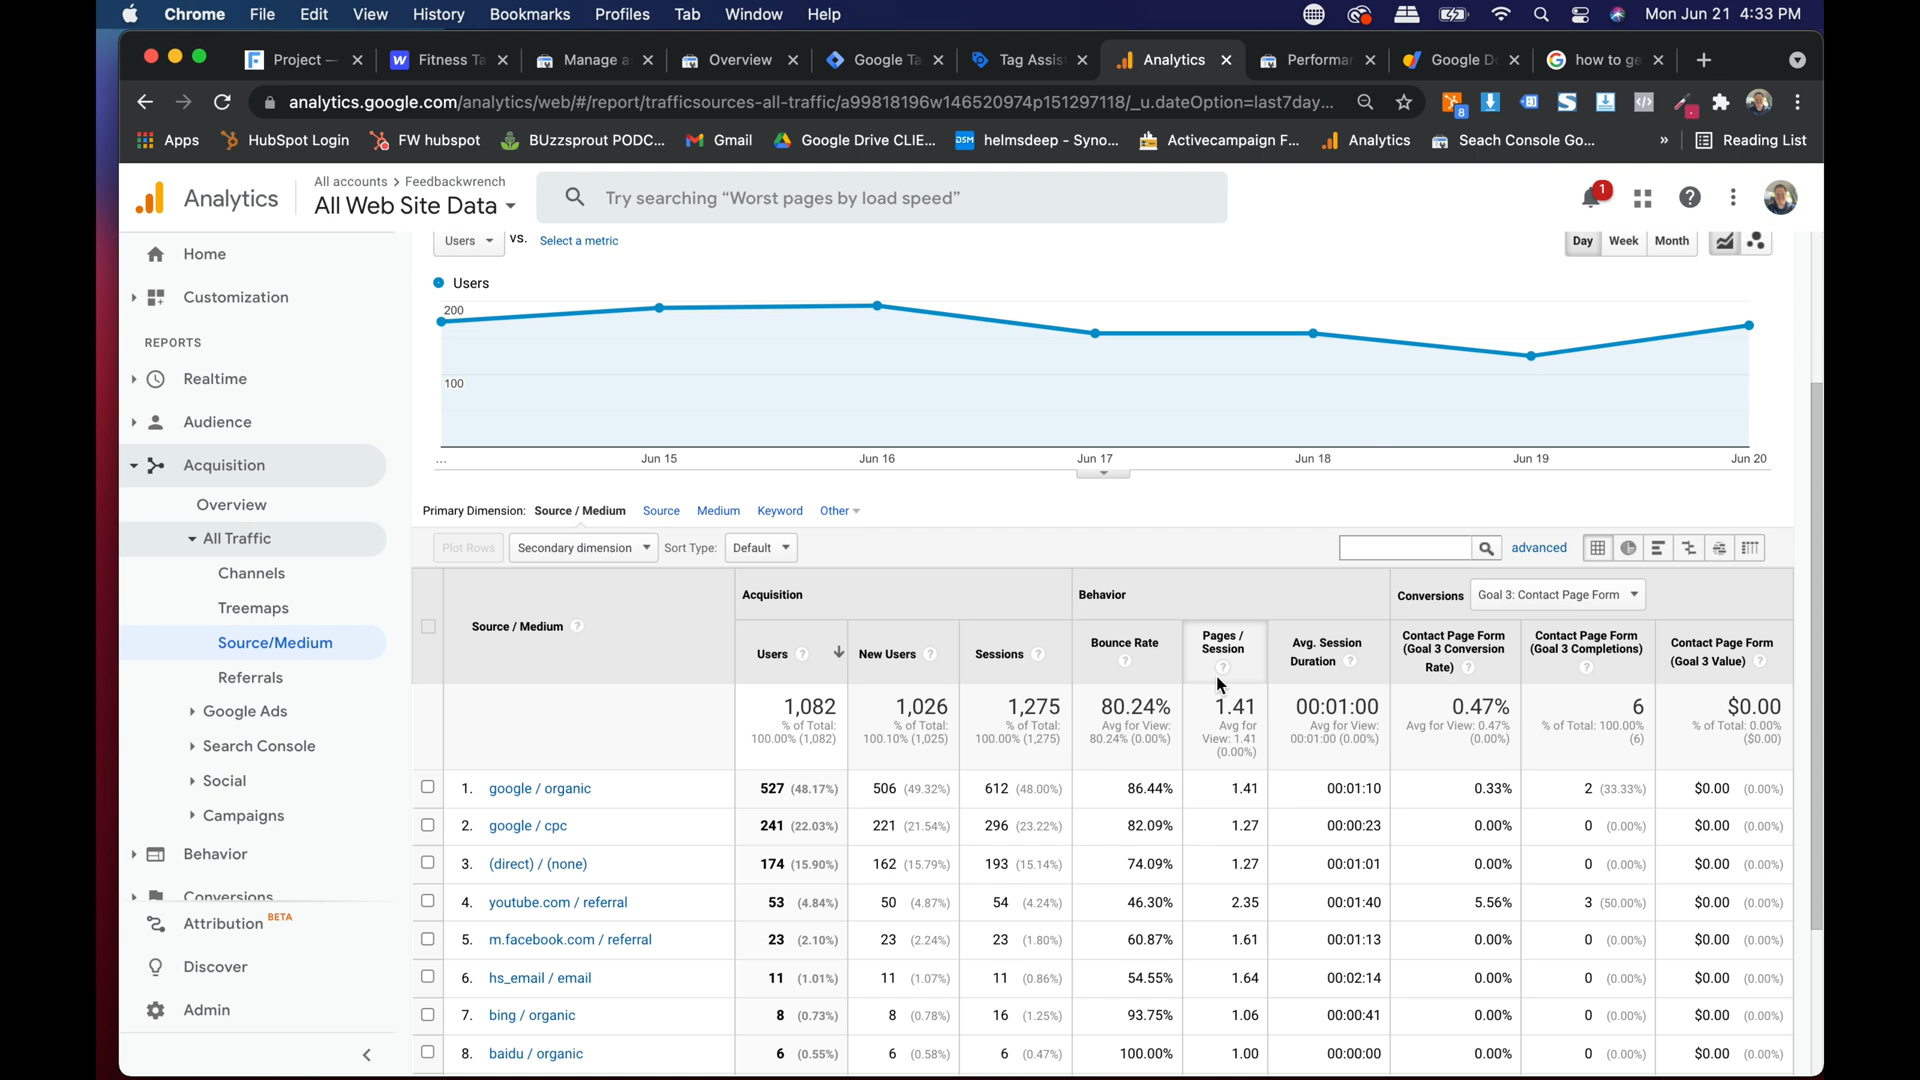 Chrome File Edit View History Bookmarks Profiles Tab Window Help Mon Jun 21 4:33 PM
Project — Fitness Ta Manage a Overview Google Ta Tag Assis Analytics Performan Google D how to ge
analytics.google.com/analytics/web/#/report/trafficsources-all-traffic/a99818196w146520974p151297118/_u.dateOption=last7day... 8
Apps HubSpot Login FW hubspot BUzzsprout PODC... Gmail Google Drive CLIE... DSM helmsdeep - Syno... Activecampaign F... Analytics Seach Console Go... » Reading List
Analytics
All accounts > Feedbackwrench
All Web Site Data
Try searching “Worst pages by load speed”
1
Home
Customization
REPORTS
Realtime
Audience
Acquisition
Overview
All Traffic
Channels
Treemaps
Source/Medium
Referrals
Google Ads
Search Console
Social
Campaigns
Behavior
Conversions
Attribution BETA
Discover
Admin
Users vs. Select a metric
Day Week Month
Users
200
100
... Jun 15 Jun 16 Jun 17 Jun 18 Jun 19 Jun 20
Primary Dimension: Source / Medium Source Medium Keyword Other
Plot Rows Secondary dimension Sort Type: Default advanced
Acquisition Behavior Conversions Goal 3: Contact Page Form
Source / Medium ? Users ? New Users ? Sessions ? Bounce Rate ? Pages / Session ? Avg. Session Duration ? Contact Page Form (Goal 3 Conversion Rate) ? Contact Page Form (Goal 3 Completions) ? Contact Page Form (Goal 3 Value) ?
1,082 1,026 1,275 80.24% 1.41 00:01:00 0.47% 6 $0.00
% of Total: 100.00% (1,082) % of Total: 100.10% (1,025) % of Total: 100.00% (1,275) Avg for View: 80.24% (0.00%) Avg for View: 1.41 (0.00%) Avg for View: 00:01:00 (0.00%) Avg for View: 0.47% (0.00%) % of Total: 100.00% (6) % of Total: 0.00% ($0.00)
1. google / organic 527 (48.17%) 506 (49.32%) 612 (48.00%) 86.44% 1.41 00:01:10 0.33% 2 (33.33%) $0.00 (0.00%)
2. google / cpc 241 (22.03%) 221 (21.54%) 296 (23.22%) 82.09% 1.27 00:00:23 0.00% 0 (0.00%) $0.00 (0.00%)
3. (direct) / (none) 174 (15.90%) 162 (15.79%) 193 (15.14%) 74.09% 1.27 00:01:01 0.00% 0 (0.00%) $0.00 (0.00%)
4. youtube.com / referral 53 (4.84%) 50 (4.87%) 54 (4.24%) 46.30% 2.35 00:01:40 5.56% 3 (50.00%) $0.00 (0.00%)
5. m.facebook.com / referral 23 (2.10%) 23 (2.24%) 23 (1.80%) 60.87% 1.61 00:01:13 0.00% 0 (0.00%) $0.00 (0.00%)
6. hs_email / email 11 (1.01%) 11 (1.07%) 11 (0.86%) 54.55% 1.64 00:02:14 0.00% 0 (0.00%) $0.00 (0.00%)
7. bing / organic 8 (0.73%) 8 (0.78%) 16 (1.25%) 93.75% 1.06 00:00:41 0.00% 0 (0.00%) $0.00 (0.00%)
8. baidu / organic 6 (0.55%) 6 (0.58%) 6 (0.47%) 100.00% 1.00 00:00:00 0.00% 0 (0.00%) $0.00 (0.00%)